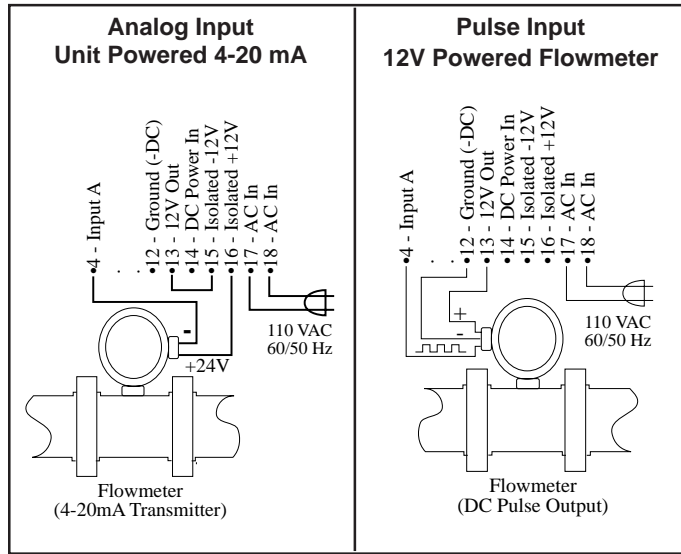 Analog Input
Unit Powered 4-20 mA
4 - Input A
12 - Ground (-DC)
13 - 12V Out
14 - DC Power In
15 - Isolated -12V
16 - Isolated +12V
17 - AC In
18 - AC In
-
+24V
110 VAC
60/50 Hz
Flowmeter
(4-20mA Transmitter)
Pulse Input
12V Powered Flowmeter
4 - Input A
12 - Ground (-DC)
13 - 12V Out
14 - DC Power In
15 - Isolated -12V
16 - Isolated +12V
17 - AC In
18 - AC In
+
-
110 VAC
60/50 Hz
Flowmeter
(DC Pulse Output)